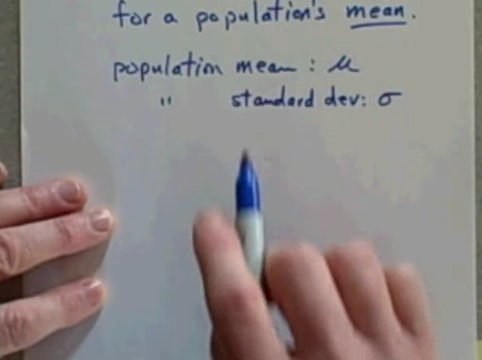 for a population's mean.
population mean : μ
" standard dev: σ